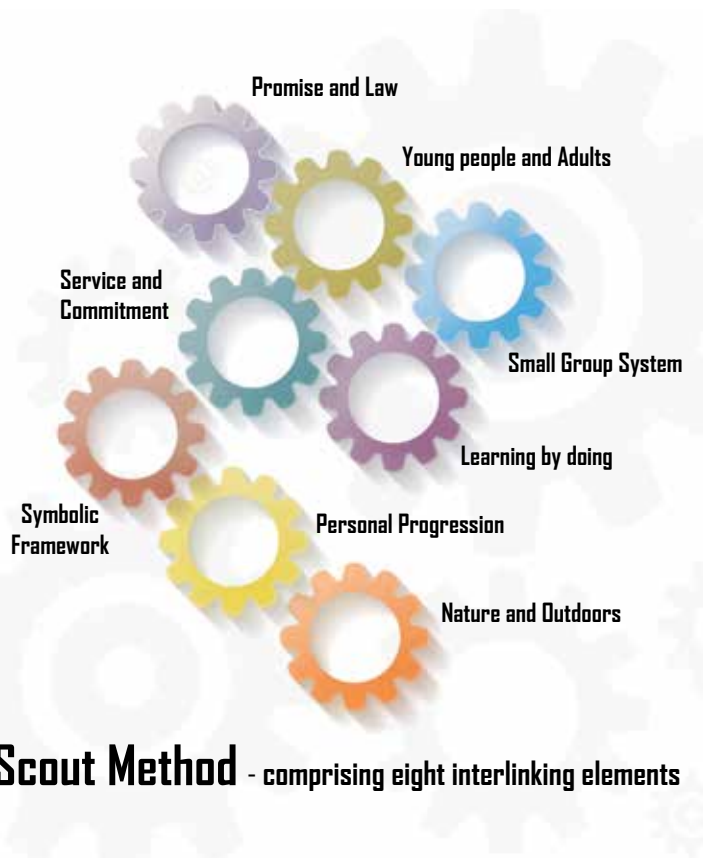 Promise and Law
Young people and Adults
Service and
Commitment
Small Group System
Learning by doing
Symbolic
Framework
Personal Progression
Nature and Outdoors
Scout Method - comprising eight interlinking elements